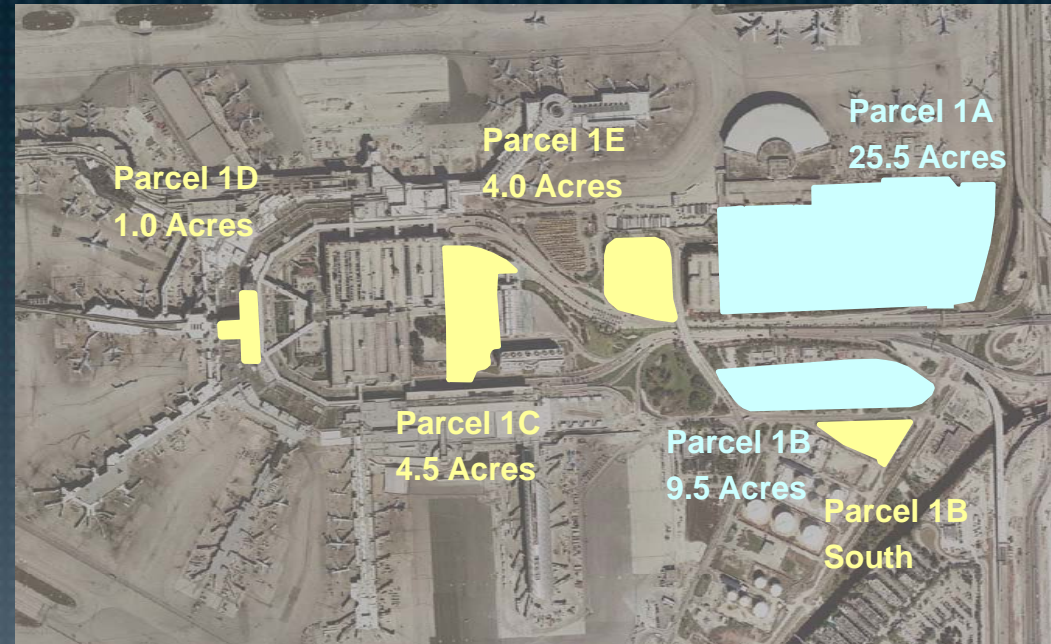 Parcel 1A
25.5 Acres
Parcel 1E
4.0 Acres
Parcel 1D
1.0 Acres
Parcel 1C
4.5 Acres
Parcel 1B
9.5 Acres
Parcel 1B
South